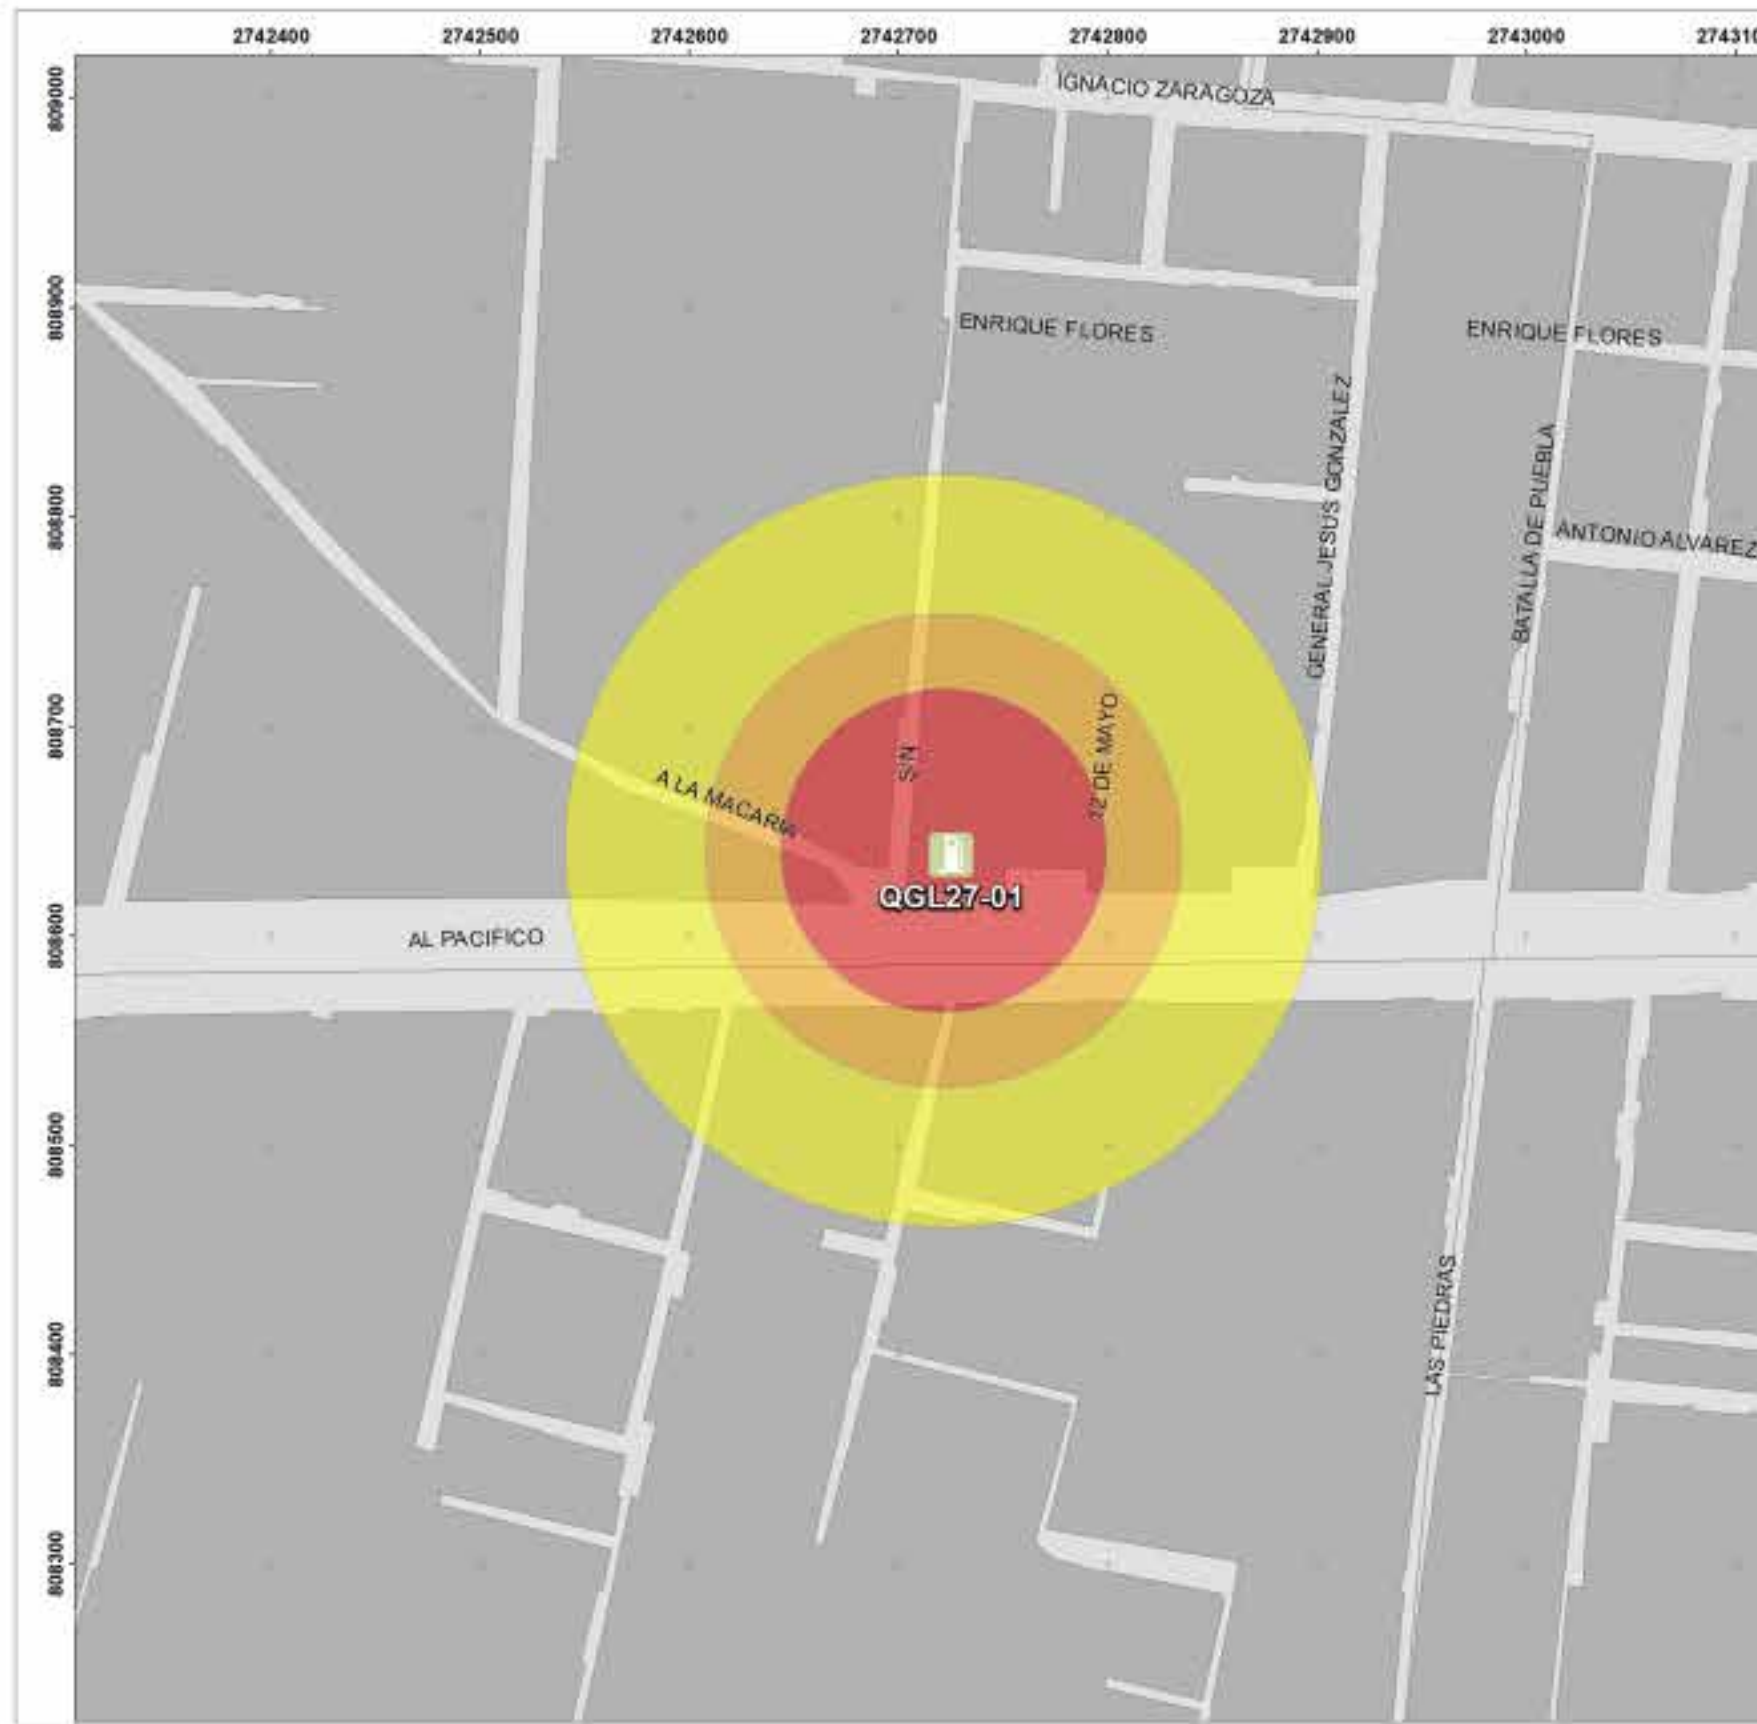 2742400 2742500 2742600 2742700 2742800 2742900 2743000 27431
809000
IGNACIO ZARAGOZA
808900
ENRIQUE FLORES
ENRIQUE FLORES
GENERAL JESUS GONZALEZ
BATALLA DE PUEBLA
808800
ANTONIO ALVAREZ
808700
S/N
12 DE MAYO
A LA MACARIA
QGL27-01
808600
AL PACIFICO
808500
LAS PIEDRAS
808400
808300